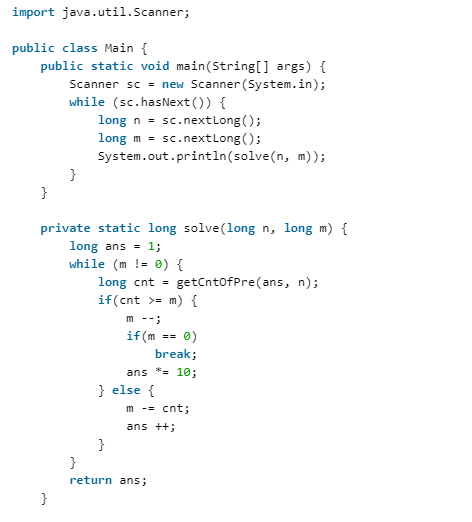 import java.util.Scanner;
public class Main {
public static void main(String[] args) {
Scanner sc = new Scanner(System.in);
while (sc.hasNext()) {
long n = sc.nextLong();
long m = sc.nextLong();
System.out.println(solve(n, m));
}
}
private static long solve(long n, long m) {
long ans = 1;
while (m != 0) {
long cnt = getCntOfPre(ans, n);
if(cnt >= m) {
m --;
if(m == 0)
break;
ans *= 10;
} else {
m -= cnt;
ans ++;
}
}
return ans;
}